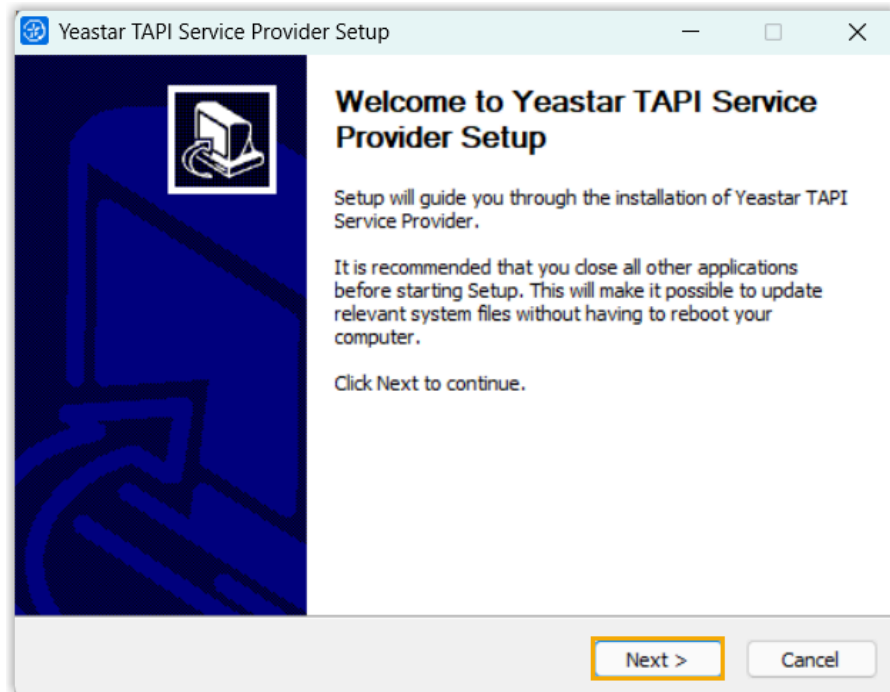 Yeastar TAPI Service Provider Setup
Welcome to Yeastar TAPI Service
Provider Setup
Setup will guide you through the installation of Yeastar TAPI
Service Provider.
It is recommended that you close all other applications
before starting Setup. This will make it possible to update
relevant system files without having to reboot your
computer.
Click Next to continue.
Next >
Cancel